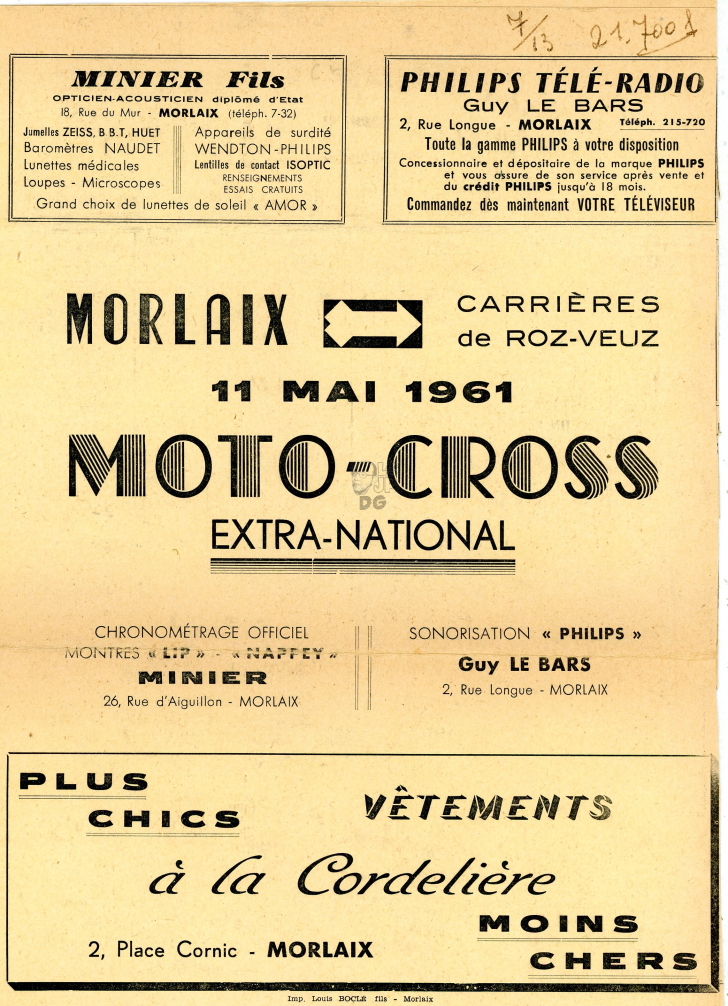 7/13 21.700 §
MINIER Fils
OPTICIEN-ACOUSTICIEN diplômé d'Etat
18, Rue du Mur - MORLAIX (téléph. 7-32)
Jumelles ZEISS, B.B.T, HUET
Baromètres NAUDET
Lunettes médicales
Loupes - Microscopes
Appareils de surdité
WENDTON-PHILIPS
Lentilles de contact ISOPTIC
RENSEIGNEMENTS
ESSAIS GRATUITS
Grand choix de lunettes de soleil « AMOR »
PHILIPS TÉLÉ-RADIO
Guy LE BARS
2, Rue Longue - MORLAIX Téléph. 215-720
Toute la gamme PHILIPS à votre disposition
Concessionnaire et dépositaire de la marque PHILIPS
et vous assure de son service après vente et
du crédit PHILIPS jusqu'à 18 mois.
Commandez dès maintenant VOTRE TÉLÉVISEUR
MORLAIX
CARRIÈRES
de ROZ-VEUZ
11 MAI 1961
MOTO-CROSS
DG
EXTRA-NATIONAL
CHRONOMÉTRAGE OFFICIEL
MONTRES « LIP » - « NAPPEY »
MINIER
26, Rue d'Aiguillon - MORLAIX
SONORISATION « PHILIPS »
Guy LE BARS
2, Rue Longue - MORLAIX
PLUS
CHICS
VÊTEMENTS
à la Cordelière
MOINS
CHERS
2, Place Cornic - MORLAIX
Imp. Louis BOCLÉ fils - Morlaix